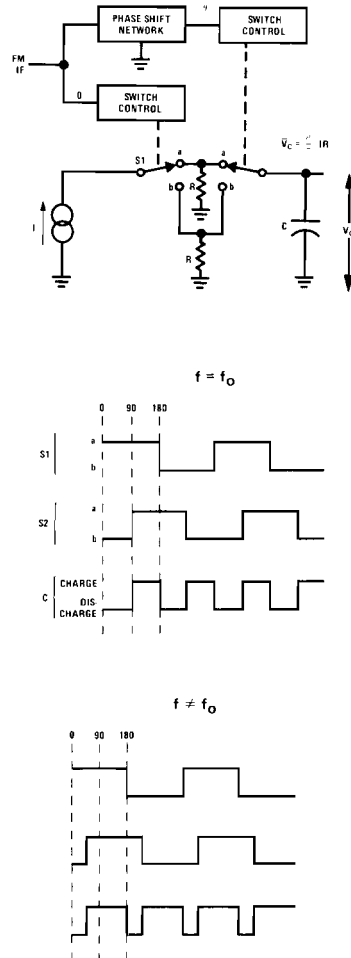 PHASE SHIFT
NETWORK
SWITCH
CONTROL
FM
IF
0
SWITCH
CONTROL
S1
a
a
b
b
R
R
I
C
IR
f = fo
0 90 180
S1
a
b
S2
a
b
C
CHARGE
DIS-
CHARGE
f ≠ fo
0 90 180